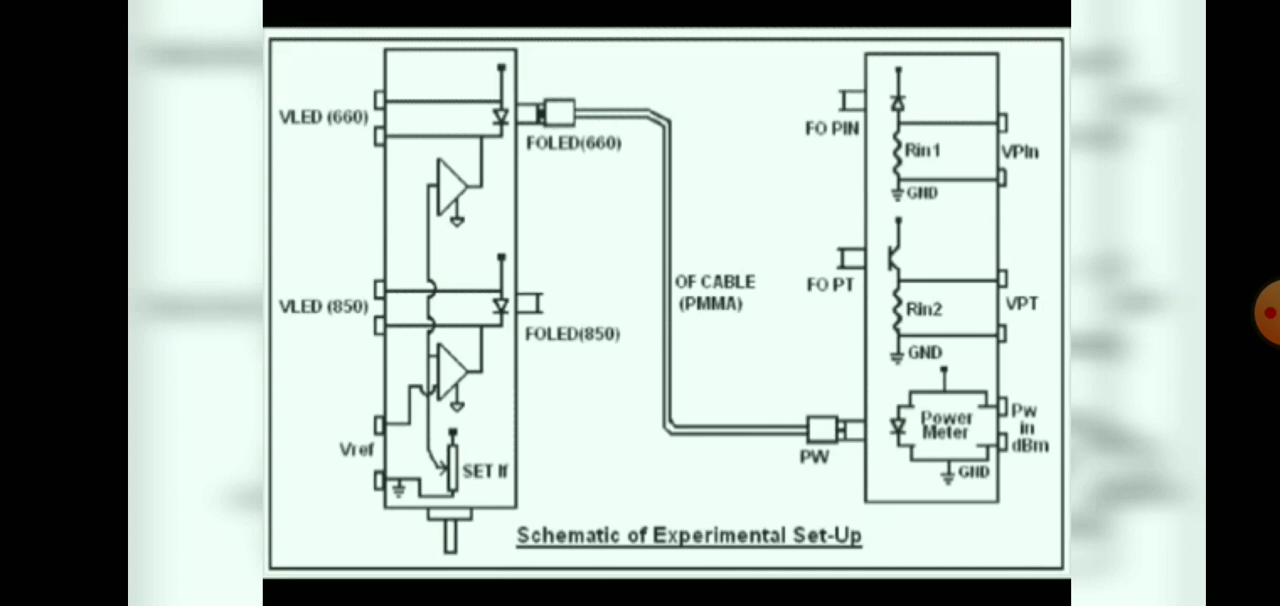 VLED (660)
FOLED(660)
VLED (850)
FOLED(850)
Vref
SET If
OF CABLE
(PMMA)
FO PIN
Rin1
VPIn
GND
FO PT
Rin2
VPT
GND
Power
Meter
Pw
in
dBm
GND
PW
Schematic of Experimental Set-Up